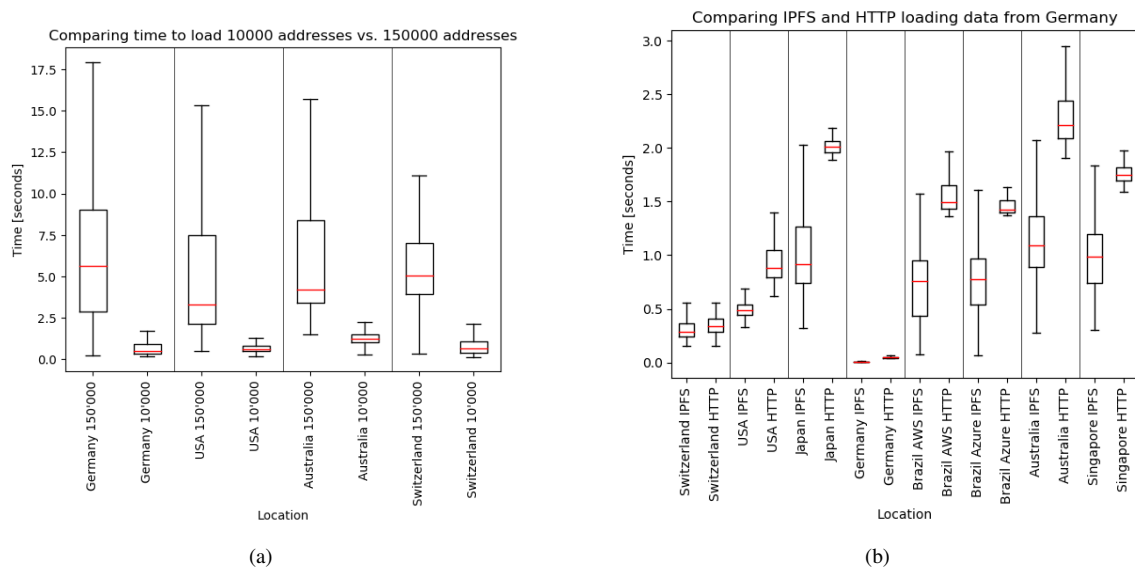 Comparing time to load 10000 addresses vs. 150000 addresses
17.5
15.0
12.5
10.0
7.5
5.0
2.5
0.0
Time [seconds]
Germany 150'000
Germany 10'000
USA 150'000
USA 10'000
Australia 150'000
Australia 10'000
Switzerland 150'000
Switzerland 10'000
Location
(a)
Comparing IPFS and HTTP loading data from Germany
3.0
2.5
2.0
1.5
1.0
0.5
0.0
Time [seconds]
Switzerland IPFS
Switzerland HTTP
USA IPFS
USA HTTP
Japan IPFS
Japan HTTP
Germany IPFS
Germany HTTP
Brazil AWS IPFS
Brazil AWS HTTP
Brazil Azure IPFS
Brazil Azure HTTP
Australia IPFS
Australia HTTP
Singapore IPFS
Singapore HTTP
Location
(b)